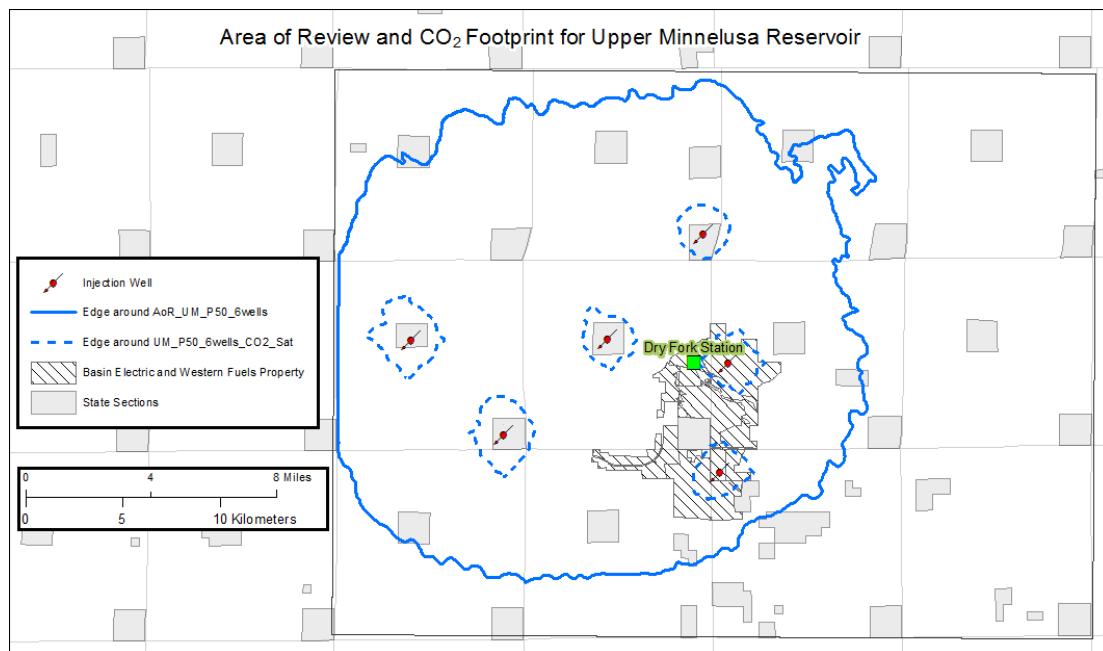 Area of Review and CO2 Footprint for Upper Minnelusa Reservoir
Dry Fork Station
Injection Well
Edge around AoR_UM_P50_6wells
Edge around UM_P50_6wells_CO2_Sat
Basin Electric and Western Fuels Property
State Sections
0 4 8 Miles
0 5 10 Kilometers